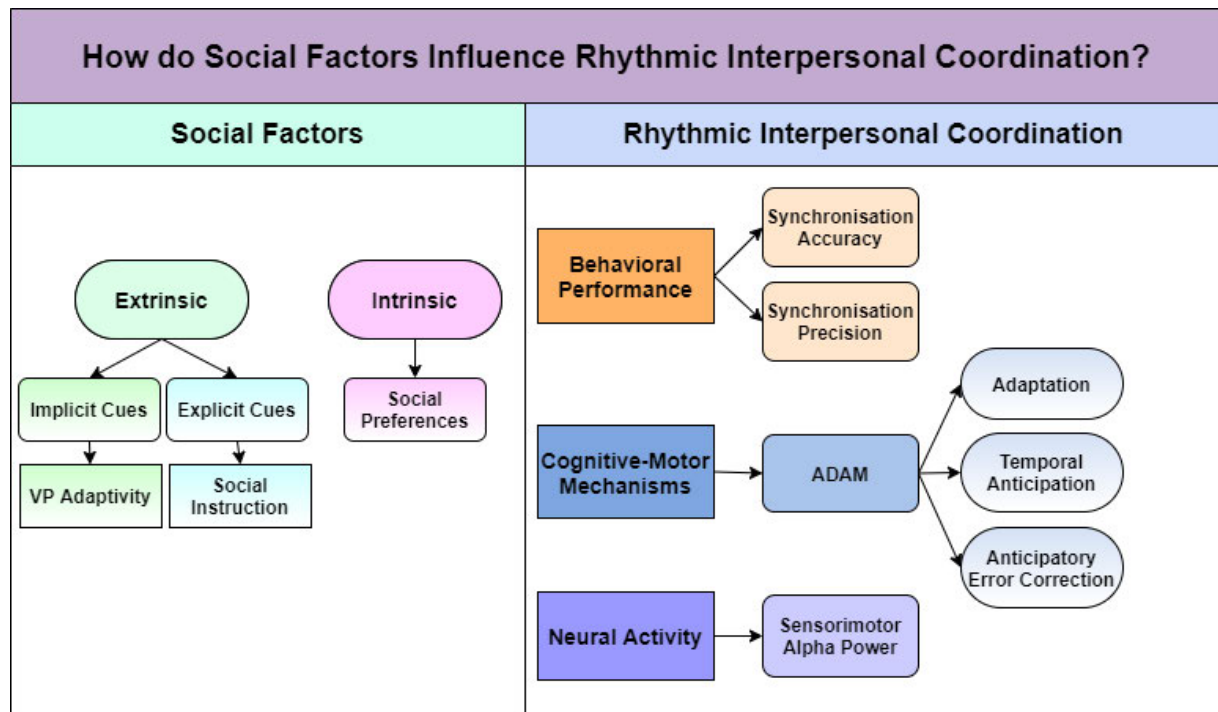 How do Social Factors Influence Rhythmic Interpersonal Coordination?
Social Factors
Rhythmic Interpersonal Coordination
Extrinsic
Intrinsic
Implicit Cues
Explicit Cues
Social
Preferences
VP Adaptivity
Social
Instruction
Behavioral
Performance
Synchronisation
Accuracy
Synchronisation
Precision
Cognitive-Motor
Mechanisms
ADAM
Adaptation
Temporal
Anticipation
Anticipatory
Error Correction
Neural Activity
Sensorimotor
Alpha Power